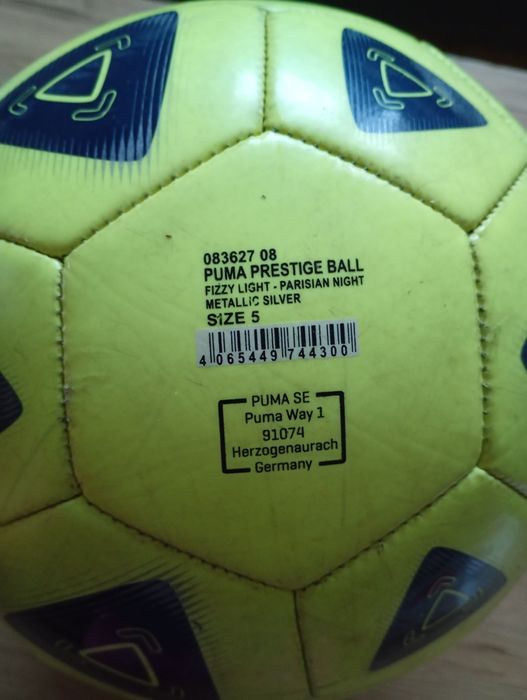 083627 08
PUMA PRESTIGE BALL
FIZZY LIGHT - PARISIAN NIGHT
METALLIC SILVER
SIZE 5
4 065449 744300
PUMA SE
Puma Way 1
91074
Herzogenaurach
Germany